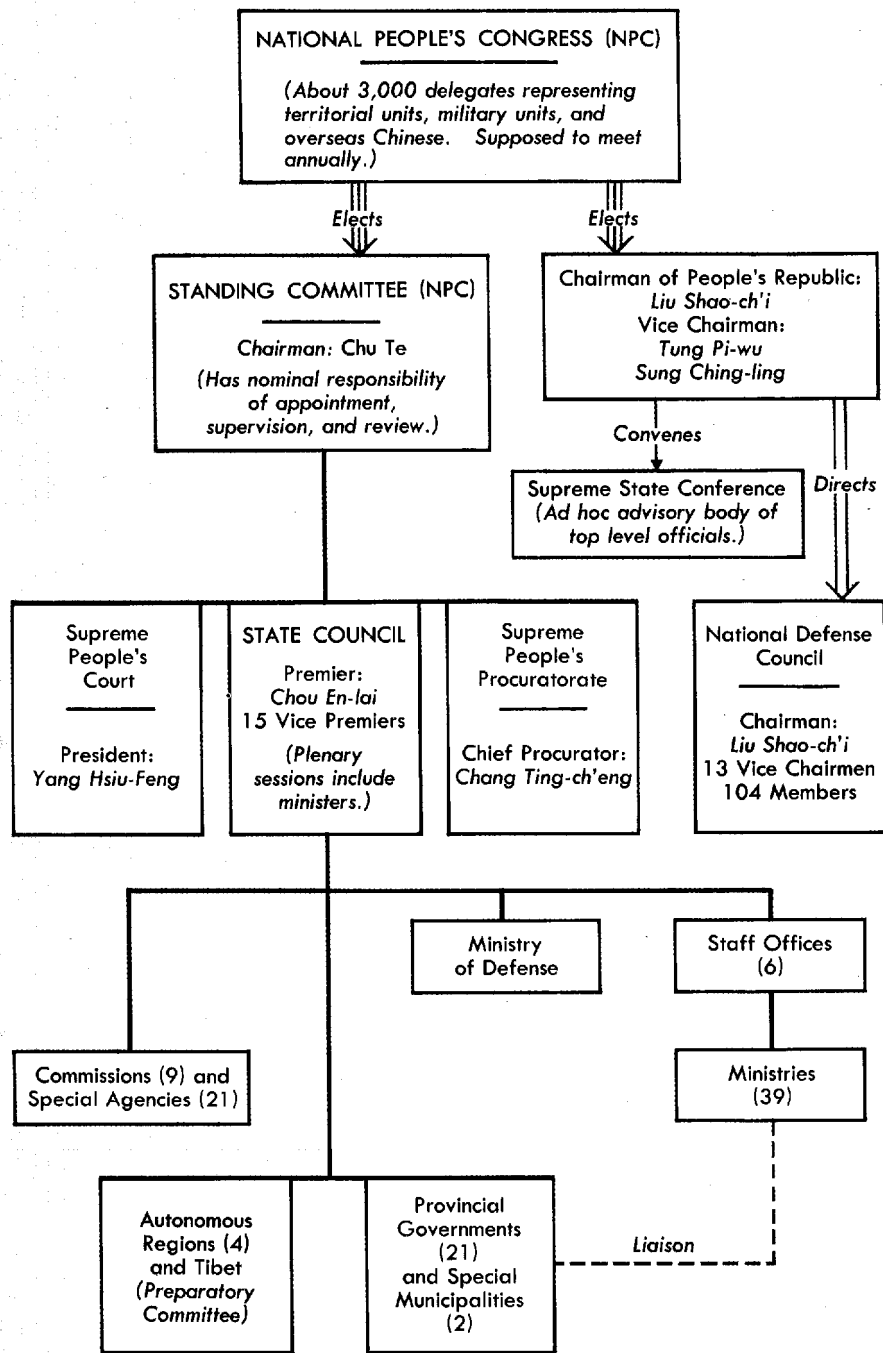 NATIONAL PEOPLE'S CONGRESS (NPC)
(About 3,000 delegates representing
territorial units, military units, and
overseas Chinese. Supposed to meet
annually.)
Elects
Elects
STANDING COMMITTEE (NPC)
Chairman: Chu Te
(Has nominal responsibility
of appointment,
supervision, and review.)
Chairman of People's Republic:
Liu Shao-ch'i
Vice Chairman:
Tung Pi-wu
Sung Ching-ling
Convenes
Directs
Supreme State Conference
(Ad hoc advisory body of
top level officials.)
Supreme
People's
Court
President:
Yang Hsiu-Feng
STATE COUNCIL
Premier:
Chou En-lai
15 Vice Premiers
(Plenary
sessions include
ministers.)
Supreme
People's
Procuratorate
Chief Procurator:
Chang Ting-ch'eng
National Defense
Council
Chairman:
Liu Shao-ch'i
13 Vice Chairmen
104 Members
Ministry
of Defense
Staff Offices
(6)
Commissions (9) and
Special Agencies (21)
Ministries
(39)
Autonomous
Regions (4)
and Tibet
(Preparatory
Committee)
Provincial
Governments
(21)
and Special
Municipalities
(2)
Liaison